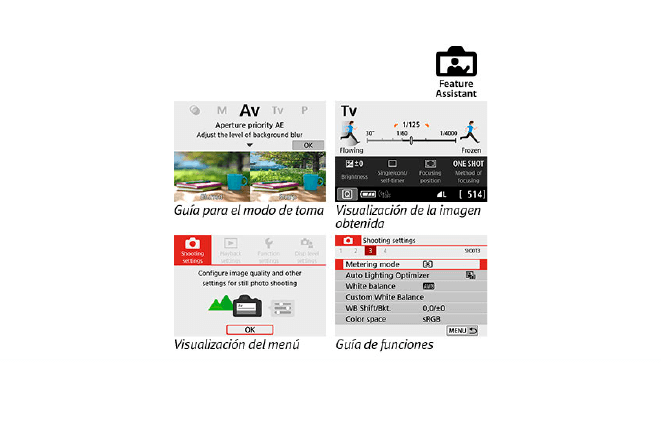 Feature
Assistant
M Av Tv P
Aperture priority AE
Adjust the level of background blur
OK
Guía para el modo de toma
Tv
1/125
30" 1/60 1/4000
Flowing Frozen
±0 ONE SHOT
Brightness Singleshot/ Focusing Method of
self-timer position focusing
[Q] L [ 514]
Visualización de la imagen
obtenida
Shooting Playback Function Disp. level
settings settings settings settings
Configure image quality and other
settings for still photo shooting
OK
Visualización del menú
Shooting settings
1 2 3 4 SHOOT3
Metering mode
Auto Lighting Optimizer
White balance AWB
Custom White Balance
WB Shift/Bkt. 0,0/±0
Color space sRGB
MENU
Guía de funciones